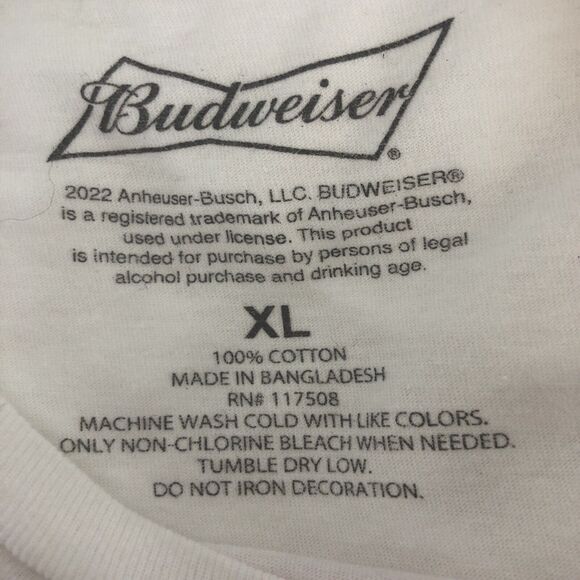 Budweiser®
2022 Anheuser-Busch, LLC. BUDWEISER®
is a registered trademark of Anheuser-Busch,
used under license. This product
is intended for purchase by persons of legal
alcohol purchase and drinking age.
XL
100% COTTON
MADE IN BANGLADESH
RN# 117508
MACHINE WASH COLD WITH LIKE COLORS.
ONLY NON-CHLORINE BLEACH WHEN NEEDED.
TUMBLE DRY LOW.
DO NOT IRON DECORATION.